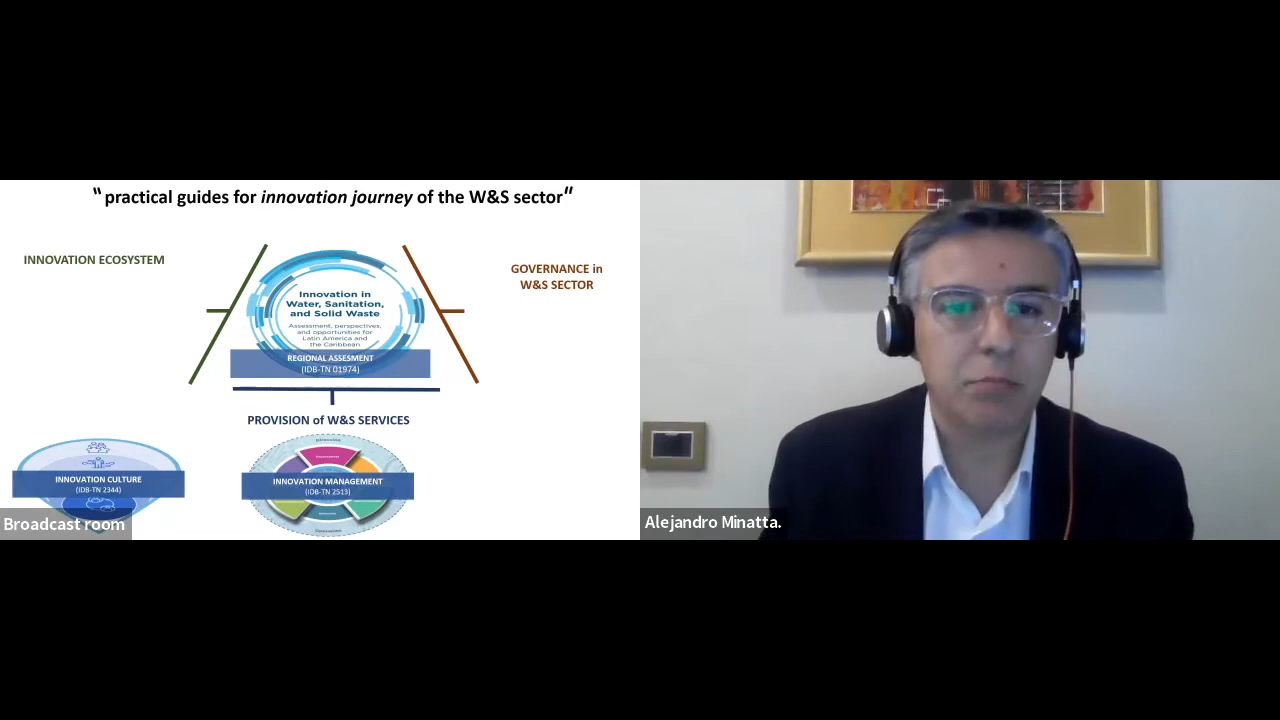 “practical guides for innovation journey of the W&S sector“
INNOVATION ECOSYSTEM
GOVERNANCE in
W&S SECTOR
Innovation in
Water, Sanitation,
and Solid Waste
Assessment, perspectives,
and opportunities for
Latin America and
the Caribbean
REGIONAL ASSESMENT
(IDB-TN 01974)
PROVISION of W&S SERVICES
INNOVATION CULTURE
(IDB-TN 2344)
INNOVATION MANAGEMENT
(IDB-TN 2513)
Broadcast room
Alejandro Minatta.